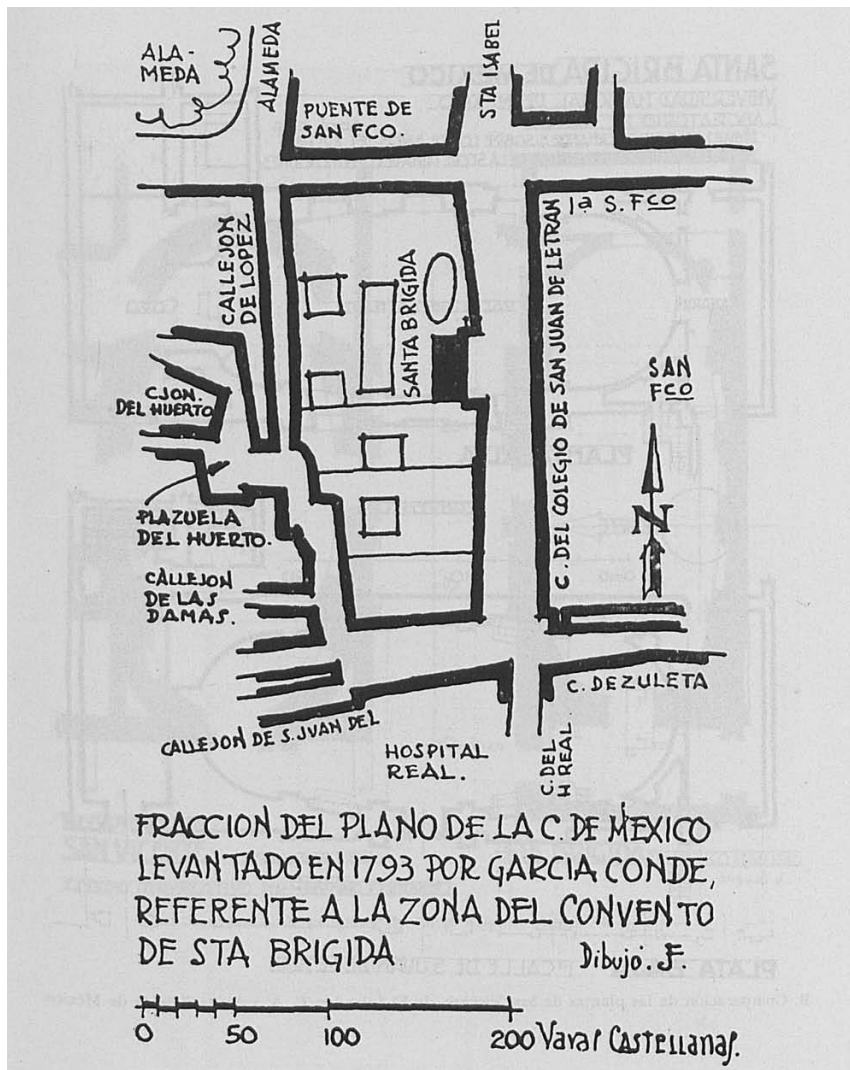 ALA-
MEDA
ALAMEDA
PUENTE DE
SAN FCO.
STA ISABEL
1ª S. FCO
CALLEJON
DE LOPEZ
SANTA BRIGIDA
C. DEL COLEGIO DE SAN JUAN DE LETRAN
SAN
FCO
CJON.
DEL HUERTO
N
PLAZUELA
DEL HUERTO.
CALLEJON
DE LAS
DAMAS.
C. DE ZULETA
CALLEJON DE S. JUAN DEL
HOSPITAL
REAL.
C. DEL
H REAL.
FRACCION DEL PLANO DE LA C. DE MEXICO
LEVANTADO EN 1793 POR GARCIA CONDE,
REFERENTE A LA ZONA DEL CONVENTO
DE STA BRIGIDA
Dibujo. JF
0 50 100 200 Varas Castellanas.